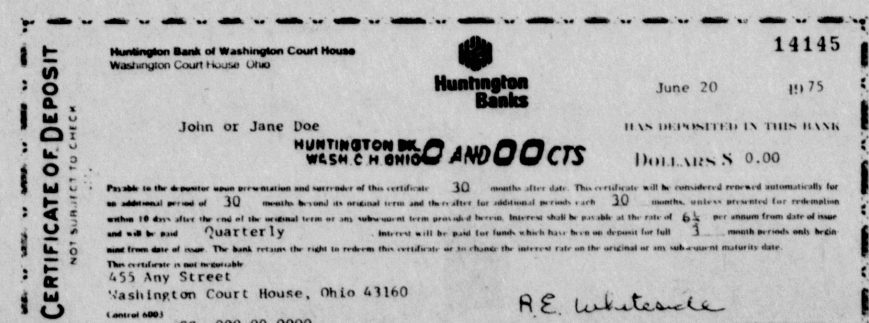 Huntington Bank of Washington Court House
Washington Court House Ohio
14145
Huntington
Banks
June 20 1975
CERTIFICATE OF DEPOSIT
NOT SUBJECT TO CHECK
John or Jane Doe HAS DEPOSITED IN THIS BANK
HUNTINGTON BK.
WASH. C. H. OHIO 0 AND 00 CTS DOLLARS $ 0.00
Payable to the depositor upon presentation and surrender of this certificate 30 months after date. This certificate will be considered renewed automatically for
an additional period of 30 months beyond its original term and thereafter for additional periods each 30 months, unless presented for redemption
within 10 days after the end of the original term or any subsequent term provided herein. Interest shall be payable at the rate of 6½ per annum from date of issue
and will be paid Quarterly Interest will be paid for funds which have been on deposit for full 3 month periods only begin-
ning from date of issue. The bank retains the right to redeem this certificate or to change the interest rate on the original or any subsequent maturity date.
This certificate is not negotiable
455 Any Street
Washington Court House, Ohio 43160
R.E. Whiteside
Control 6003